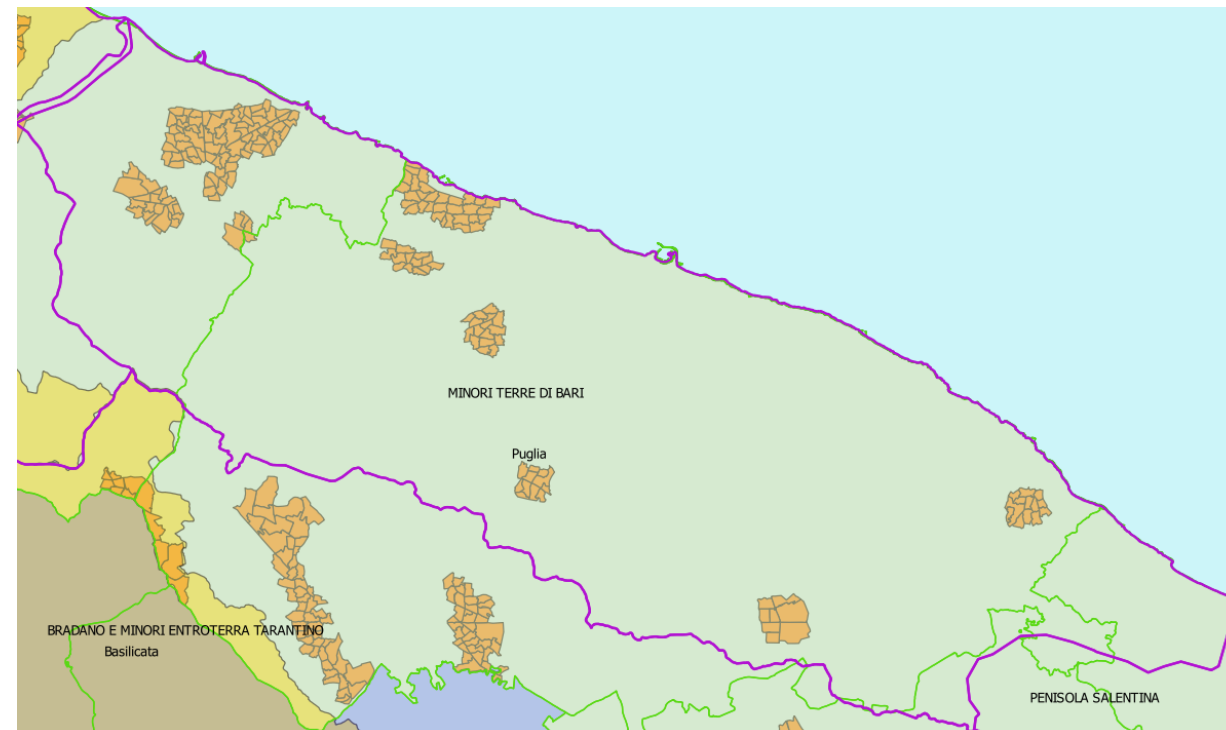 MINORI TERRE DI BARI
Puglia
BRADANO E MINORI ENTROTERRA TARANTINO
Basilicata
PENISOLA SALENTINA